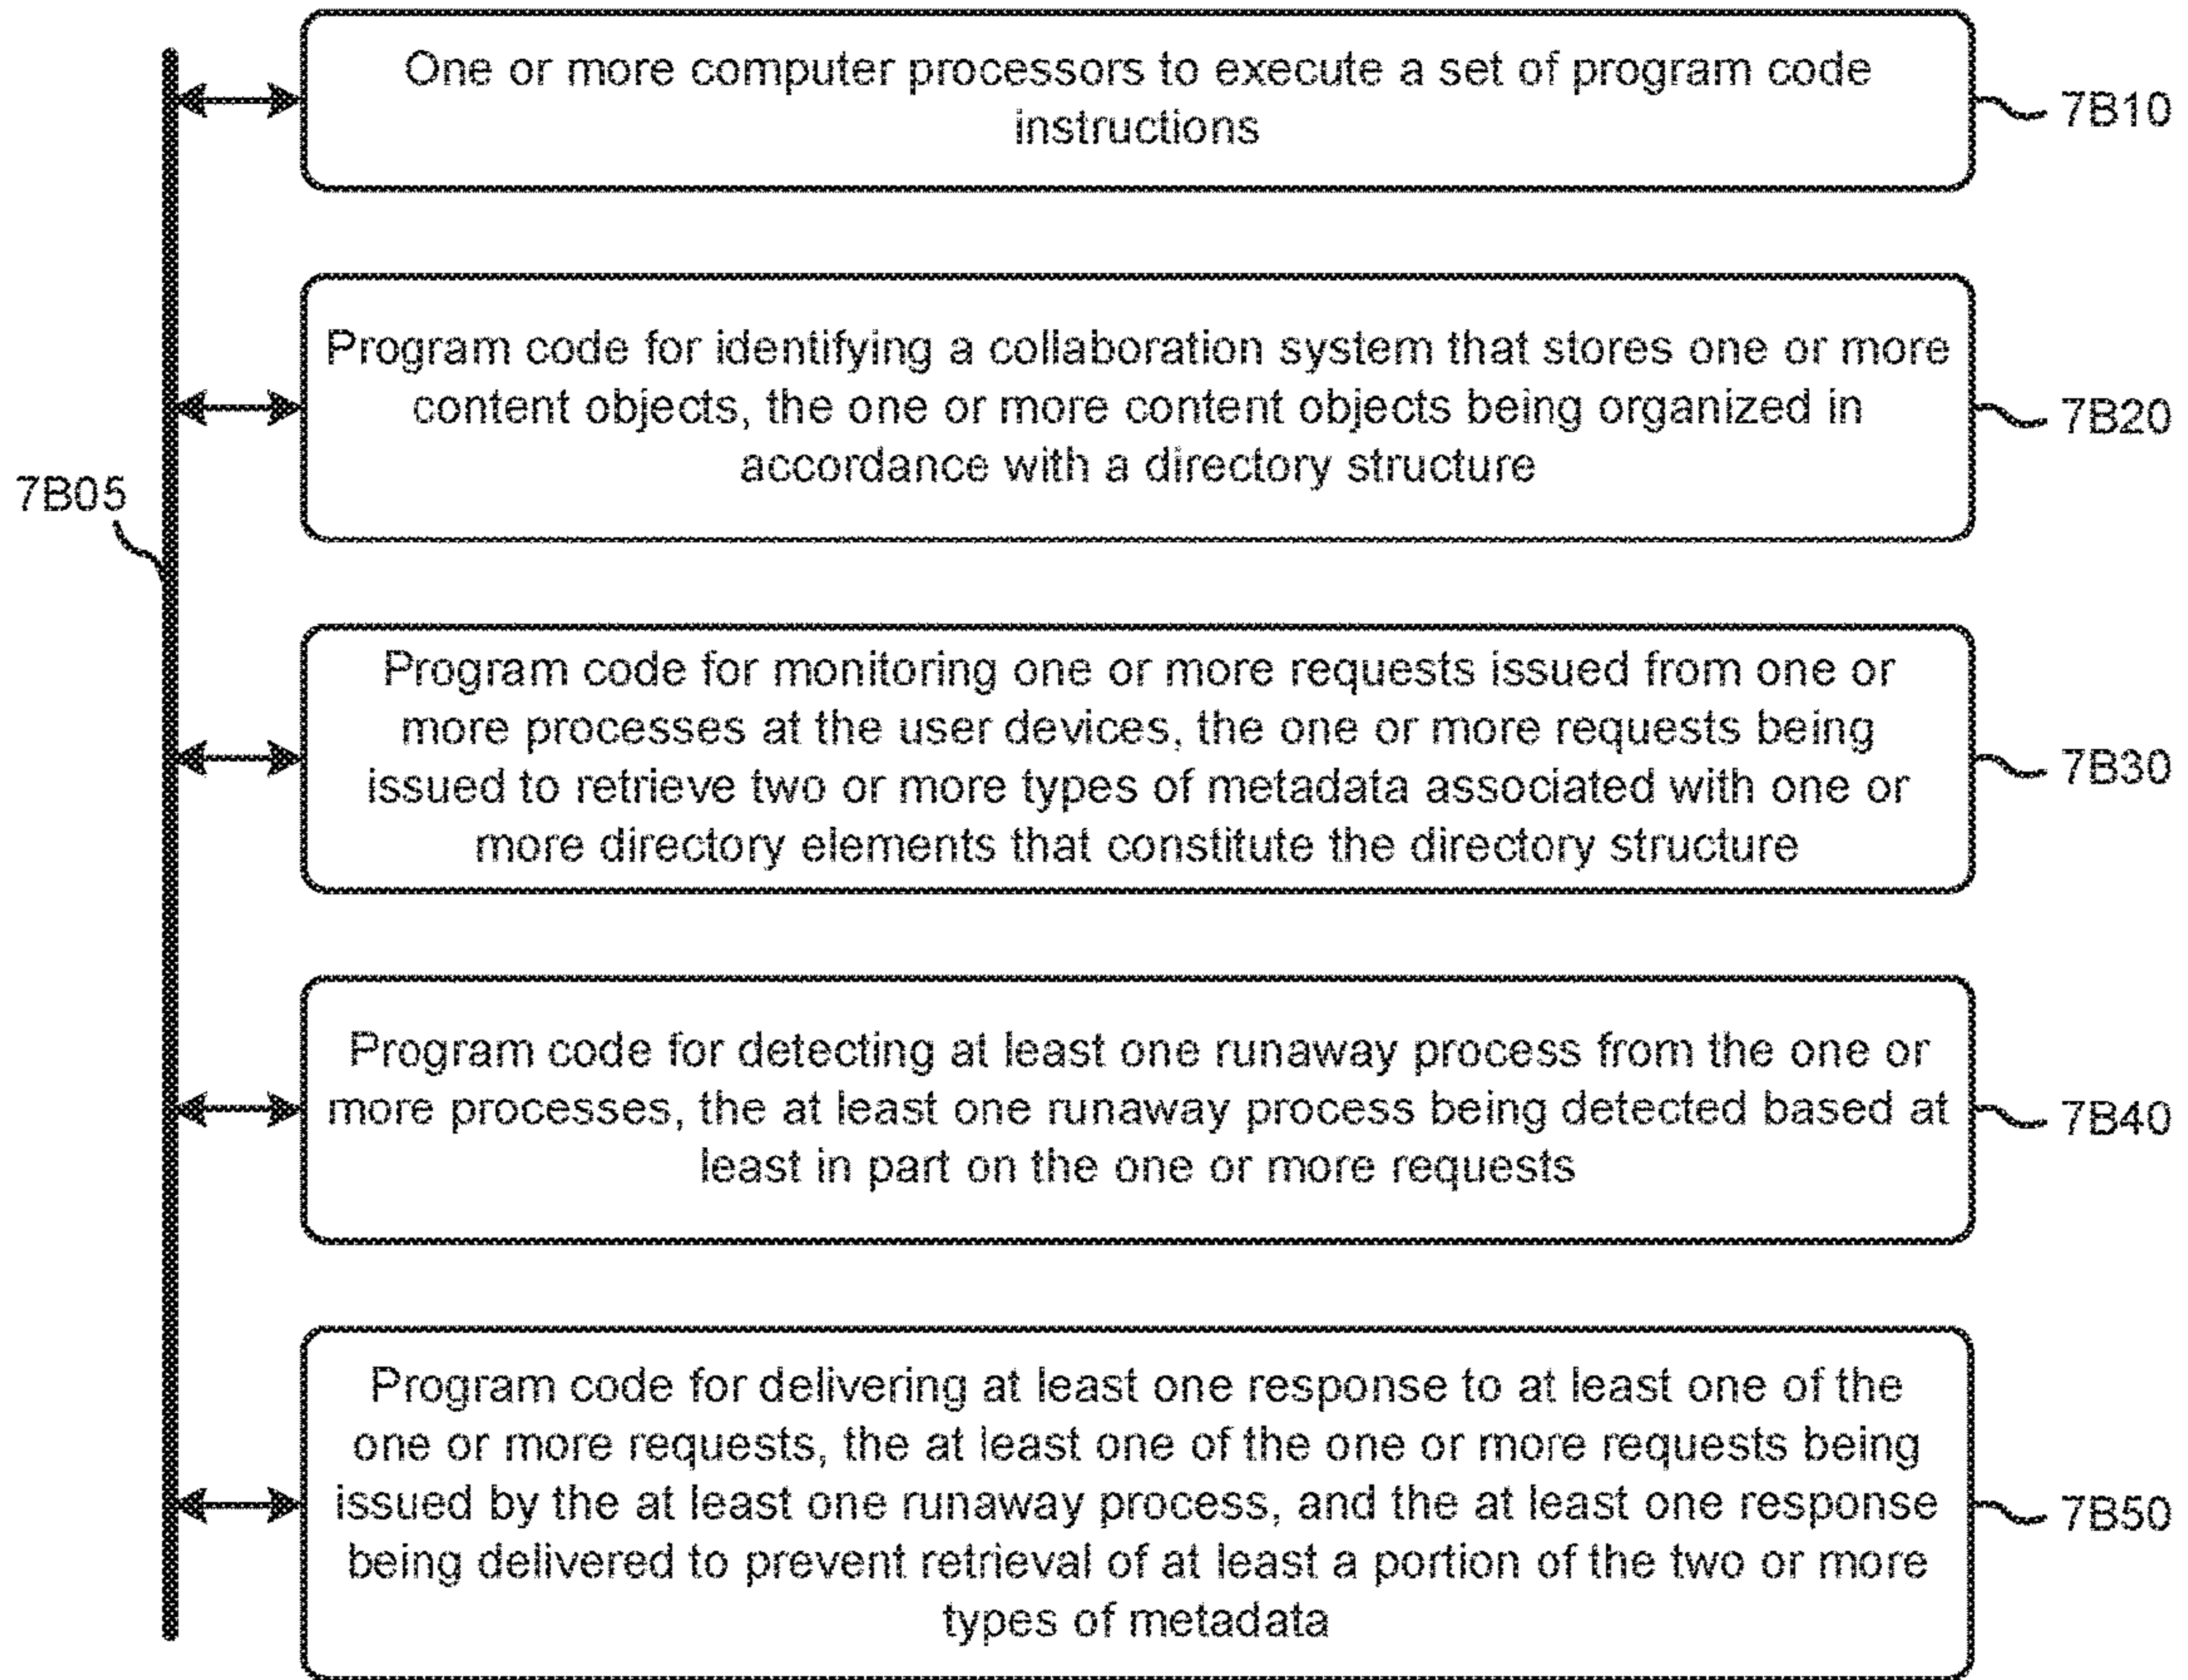 One or more computer processors to execute a set of program code
instructions
7B10
Program code for identifying a collaboration system that stores one or more
content objects, the one or more content objects being organized in
accordance with a directory structure
7B20
7B05
Program code for monitoring one or more requests issued from one or
more processes at the user devices, the one or more requests being
issued to retrieve two or more types of metadata associated with one or
more directory elements that constitute the directory structure
7B30
Program code for detecting at least one runaway process from the one or
more processes, the at least one runaway process being detected based at
least in part on the one or more requests
7B40
Program code for delivering at least one response to at least one of the
one or more requests, the at least one of the one or more requests being
issued by the at least one runaway process, and the at least one response
being delivered to prevent retrieval of at least a portion of the two or more
types of metadata
7B50